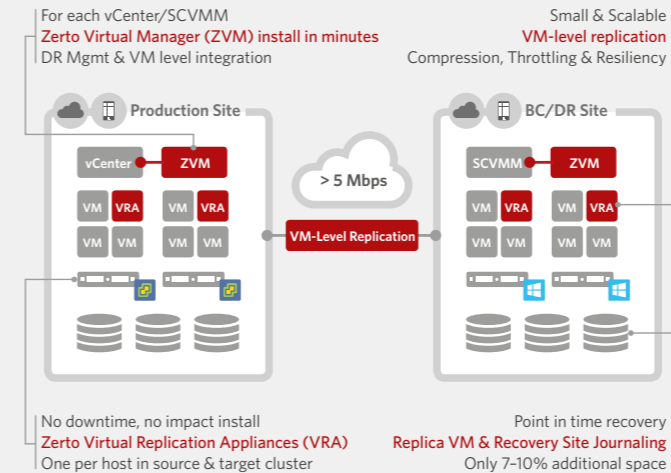 For each vCenter/SCVMM
Zerto Virtual Manager (ZVM) install in minutes
DR Mgmt & VM level integration
Small & Scalable
VM-level replication
Compression, Throttling & Resiliency
Production Site
vCenter
ZVM
VM
VRA
VM
VRA
VM
VM
VM
VM
> 5 Mbps
VM-Level Replication
BC/DR Site
SCVMM
ZVM
VM
VRA
VM
VRA
VM
VM
VM
VM
No downtime, no impact install
Zerto Virtual Replication Appliances (VRA)
One per host in source & target cluster
Point in time recovery
Replica VM & Recovery Site Journaling
Only 7-10% additional space